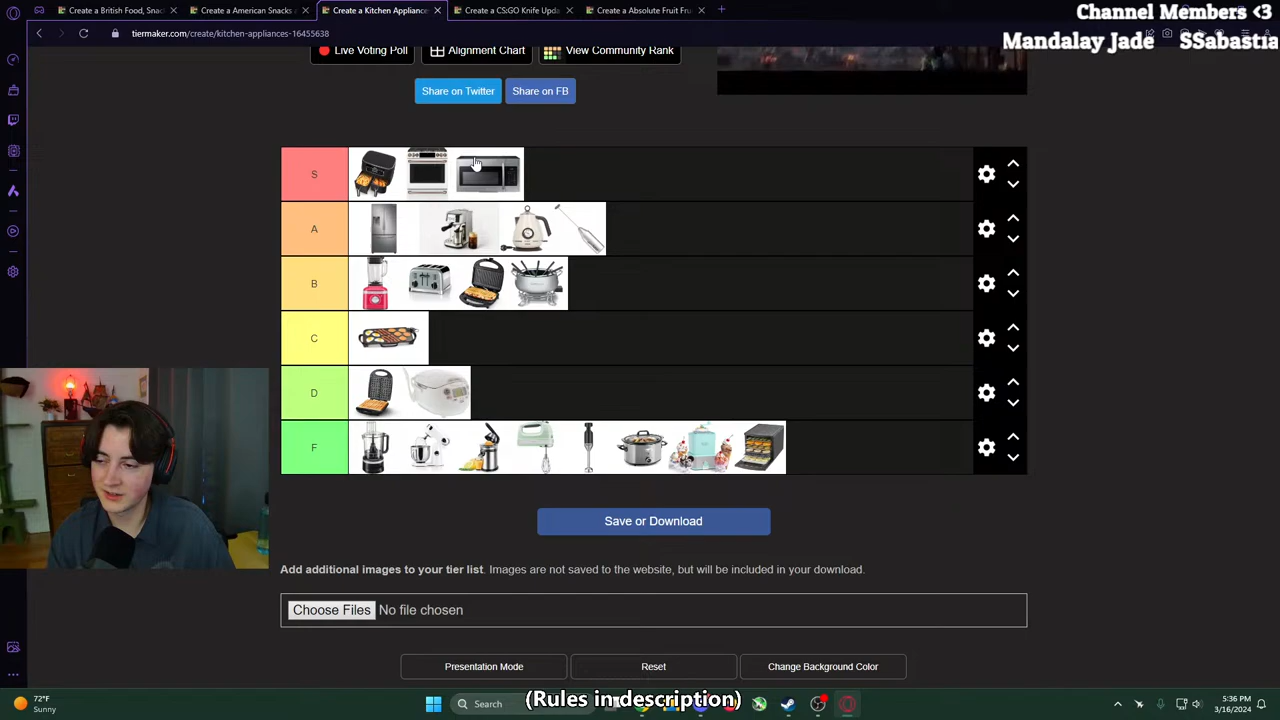 Create a British Food, Snac
Create a American Snacks
Create a Kitchen Appliance
Create a CS:GO Knife Upda
Create a Absolute Fruit Fru
Channel Members <3
tiermaker.com/create/kitchen-appliances-16455638
Mandalay Jade SSabastia
Live Voting Poll
Alignment Chart
View Community Rank
Share on Twitter
Share on FB
S
A
B
C
D
F
Save or Download
Add additional images to your tier list. Images are not saved to the website, but will be included in your download.
Choose Files No file chosen
Presentation Mode
Reset
Change Background Color
72°F
Sunny
Search
(Rules in description)
5:36 PM
3/16/2024